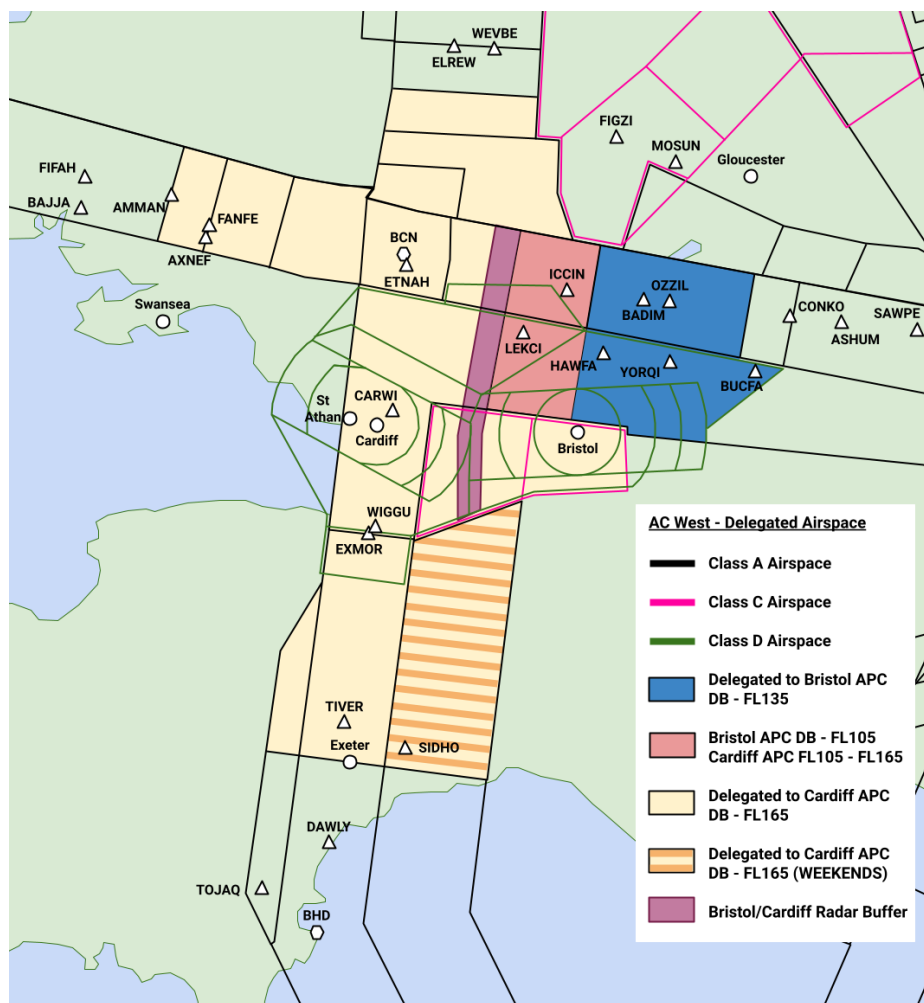 WEVBE
ELREW
FIGZI
MOSUN
Gloucester
FIFAH
BAJJA
AMMAN
FANFE
AXNEF
BCN
ETNAH
ICCIN
OZZIL
BADIM
CONKO
SAWPE
ASHUM
Swansea
LEKCI
HAWFA
YORQI
BUCFA
St
Athan
CARWI
Cardiff
Bristol
WIGGU
EXMOR
TIVER
Exeter
SIDHO
DAWLY
TOJAQ
BHD
AC West - Delegated Airspace
Class A Airspace
Class C Airspace
Class D Airspace
Delegated to Bristol APC
DB - FL135
Bristol APC DB - FL105
Cardiff APC FL105 - FL165
Delegated to Cardiff APC
DB - FL165
Delegated to Cardiff APC
DB - FL165 (WEEKENDS)
Bristol/Cardiff Radar Buffer